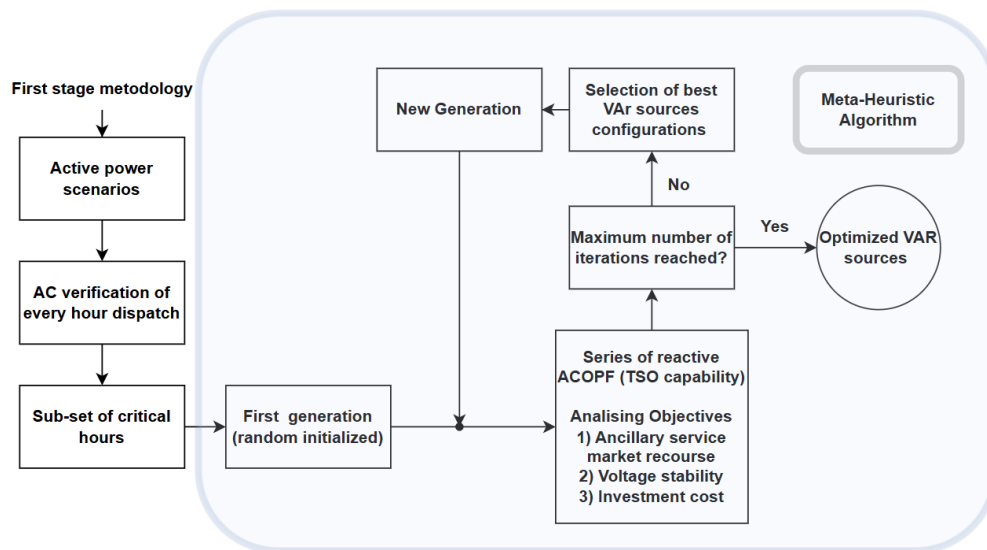 First stage metodology
Active power
scenarios
AC verification of
every hour dispatch
Sub-set of critical
hours
First generation
(random initialized)
New Generation
Selection of best
VAr sources
configurations
No
Maximum number of
iterations reached?
Yes
Optimized VAR
sources
Series of reactive
ACOPF (TSO capability)
Analising Objectives
1) Ancillary service
market recourse
2) Voltage stability
3) Investment cost
Meta-Heuristic
Algorithm